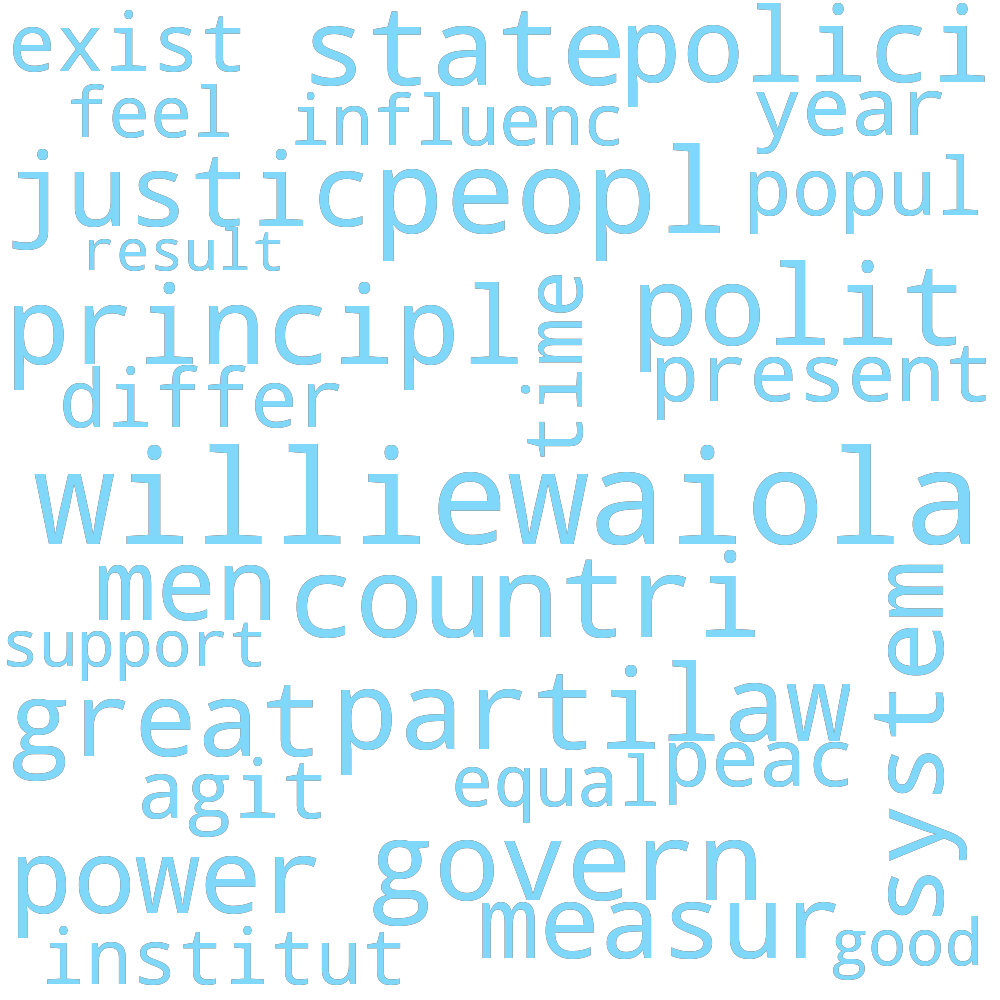 exist
state
polici
feel
influenc
year
justic
peopl
popul
result
principl
time
polit
present
differ
williewaiola
men
countri
system
support
great
parti
law
agit
equal
peac
power
govern
measur
institut
good